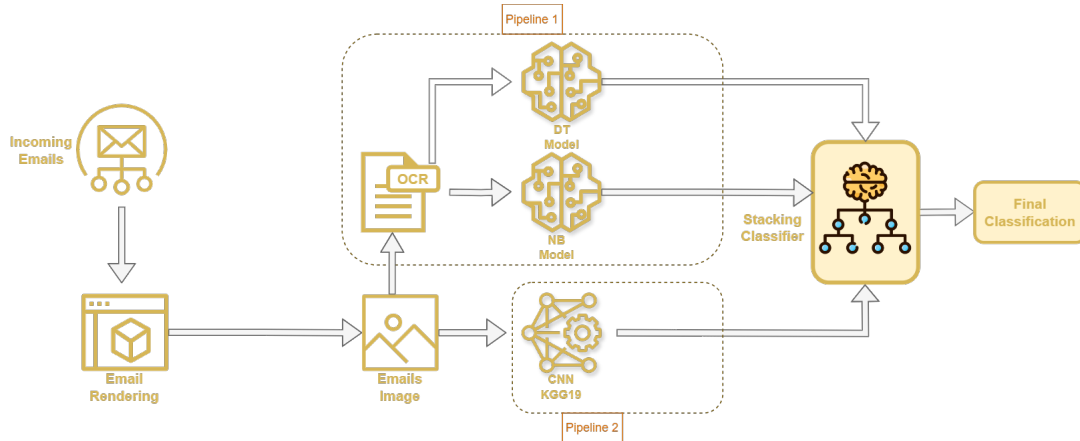 Pipeline 1
Incoming
Emails
OCR
DT
Model
NB
Model
Stacking
Classifier
Final
Classification
Email
Rendering
Emails
Image
CNN
KGG19
Pipeline 2